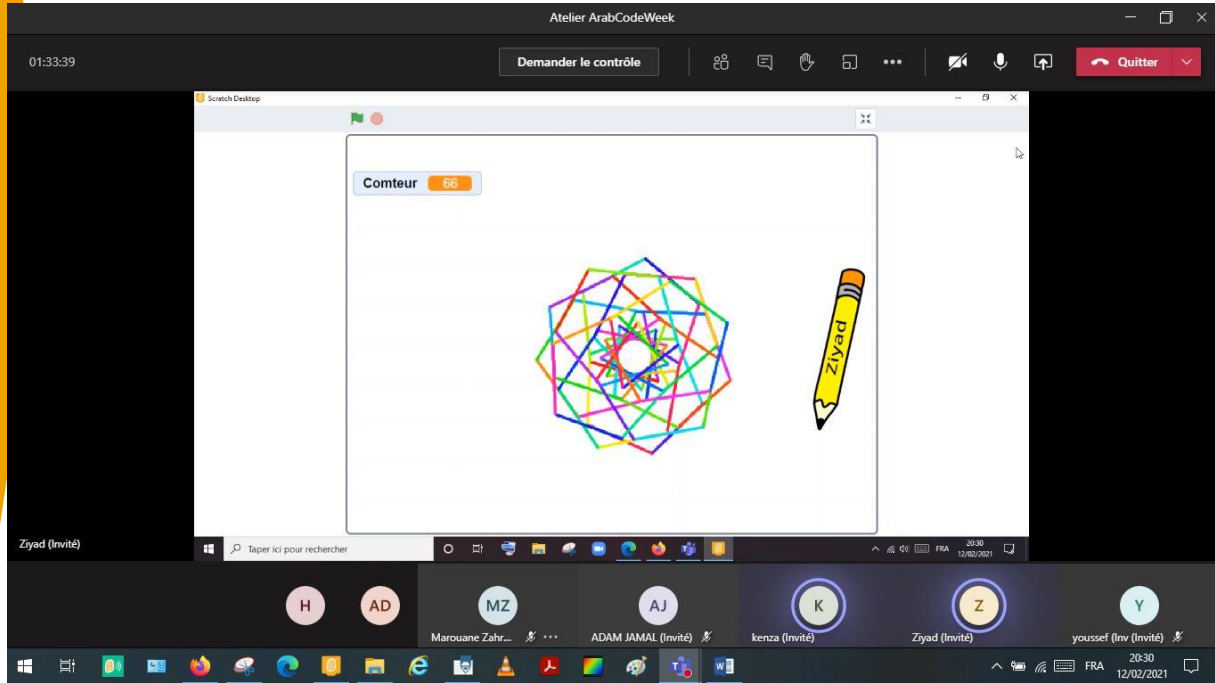 Atelier ArabCodeWeek
01:33:39
Demander le contrôle
Quitter
Scratch Desktop
Comteur 66
Ziyad
Ziyad (Invité)
Taper ici pour rechercher
FRA
20:30
12/02/2021
H
AD
MZ
AJ
K
Z
Y
Marouane Zahr...
ADAM JAMAL (Invité)
kenza (Invité)
Ziyad (Invité)
youssef (Inv (Invité)
FRA
20:30
12/02/2021